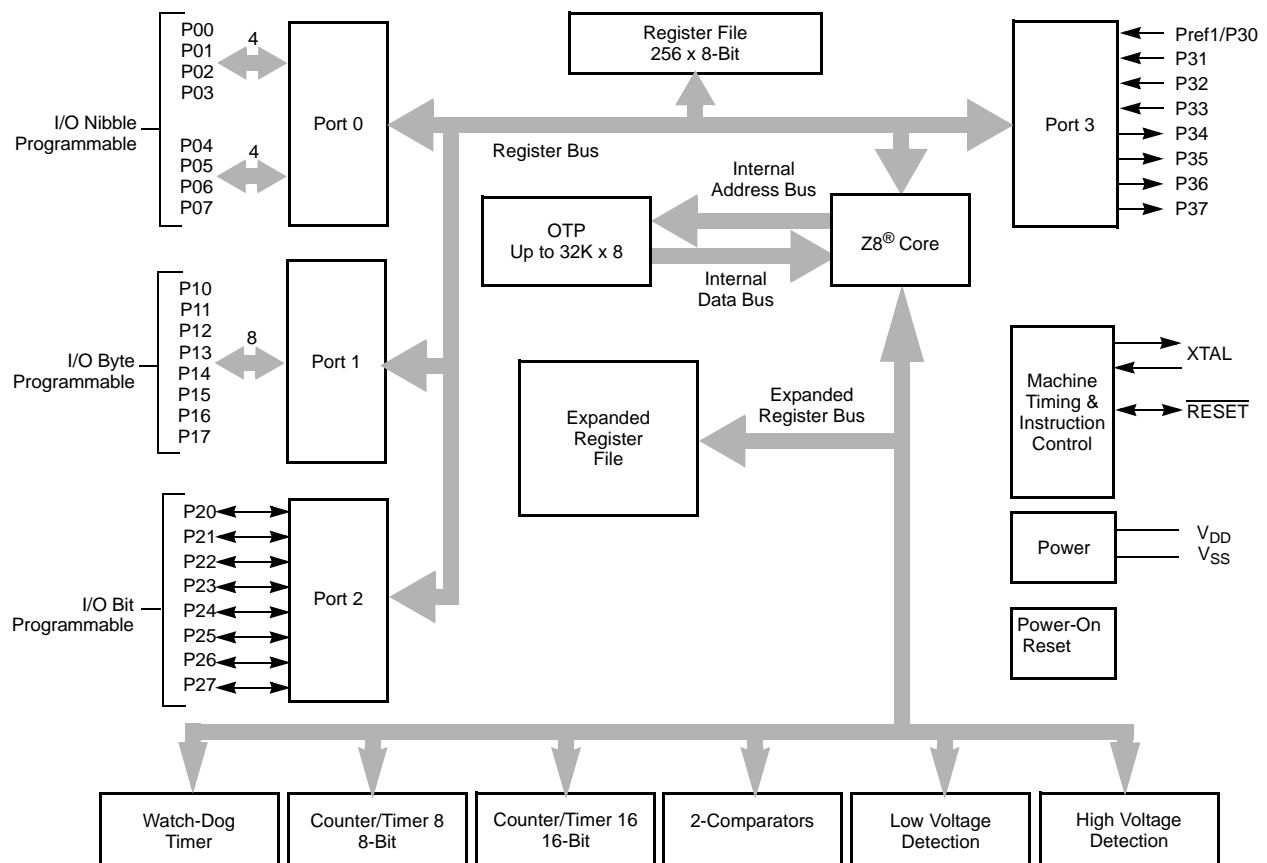 P00
P01
P02
P03
4
I/O Nibble
Programmable
P04
P05
P06
P07
4
Port 0
Register File
256 x 8-Bit
Register Bus
Port 3
Pref1/P30
P31
P32
P33
P34
P35
P36
P37
Internal
Address Bus
OTP
Up to 32K x 8
Z8® Core
Internal
Data Bus
P10
P11
P12
P13
P14
P15
P16
P17
8
I/O Byte
Programmable
Port 1
Expanded
Register
File
Expanded
Register Bus
Machine
Timing &
Instruction
Control
XTAL
RESET
Power
VDD
VSS
Power-On
Reset
P20
P21
P22
P23
P24
P25
P26
P27
I/O Bit
Programmable
Port 2
Watch-Dog
Timer
Counter/Timer 8
8-Bit
Counter/Timer 16
16-Bit
2-Comparators
Low Voltage
Detection
High Voltage
Detection